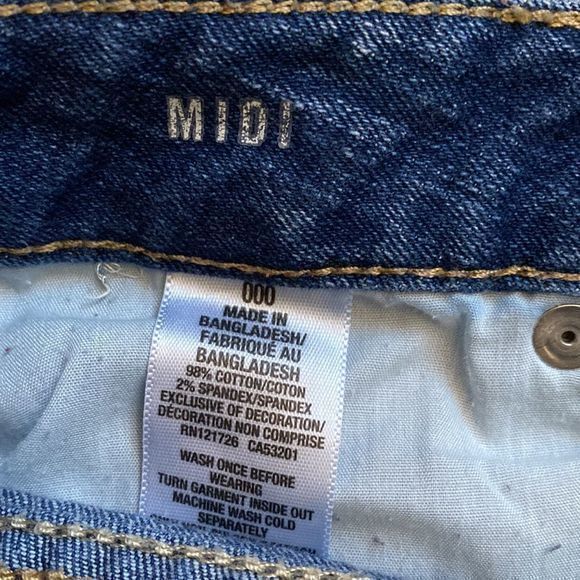 MIDI
000
MADE IN
BANGLADESH/
FABRIQUÉ AU
BANGLADESH
98% COTTON/COTON
2% SPANDEX/SPANDEX
EXCLUSIVE OF DECORATION/
DÉCORATION NON COMPRISE
RN121726 CA53201
WASH ONCE BEFORE
WEARING
TURN GARMENT INSIDE OUT
MACHINE WASH COLD
SEPARATELY